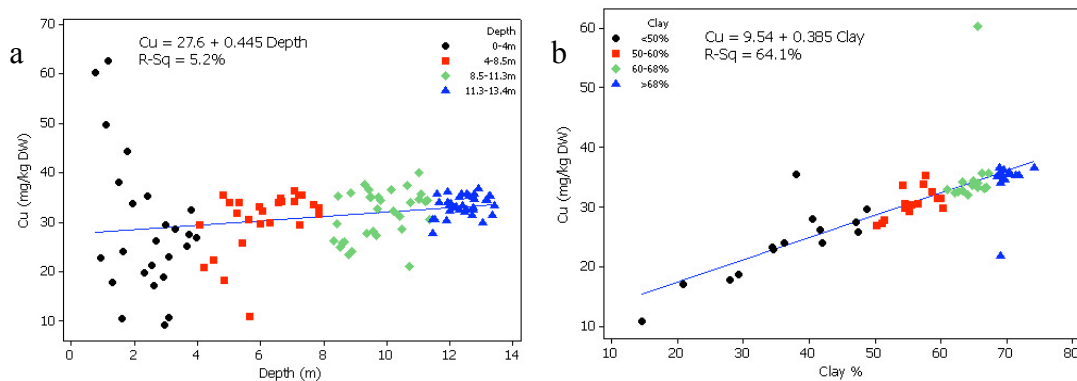 a
Cu = 27.6 + 0.445 Depth
R-Sq = 5.2%
Depth
0-4m
4-8.5m
8.5-11.3m
11.3-13.4m
Cu (mg/kg DW)
70
60
50
40
30
20
10
0 2 4 6 8 10 12 14
Depth (m)
b
Clay
<50%
50-60%
60-68%
>68%
Cu = 9.54 + 0.385 Clay
R-Sq = 64.1%
Cu (mg/kg DW)
60
50
40
30
20
10
10 20 30 40 50 60 70 80
Clay %